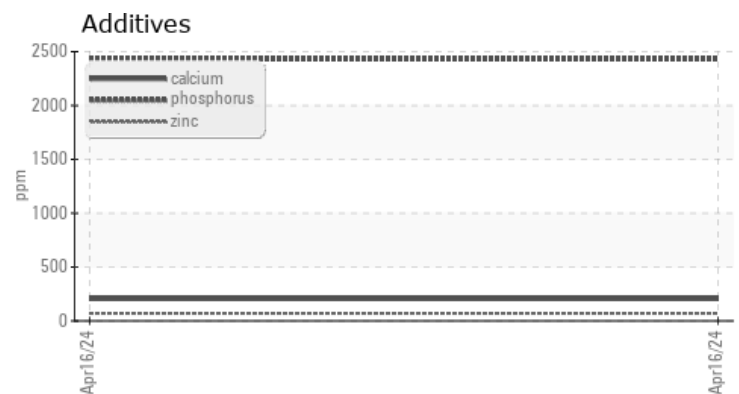 Additives
2500
2000
1500
1000
500
0
ppm
calcium
phosphorus
zinc
Apr16/24
Apr16/24